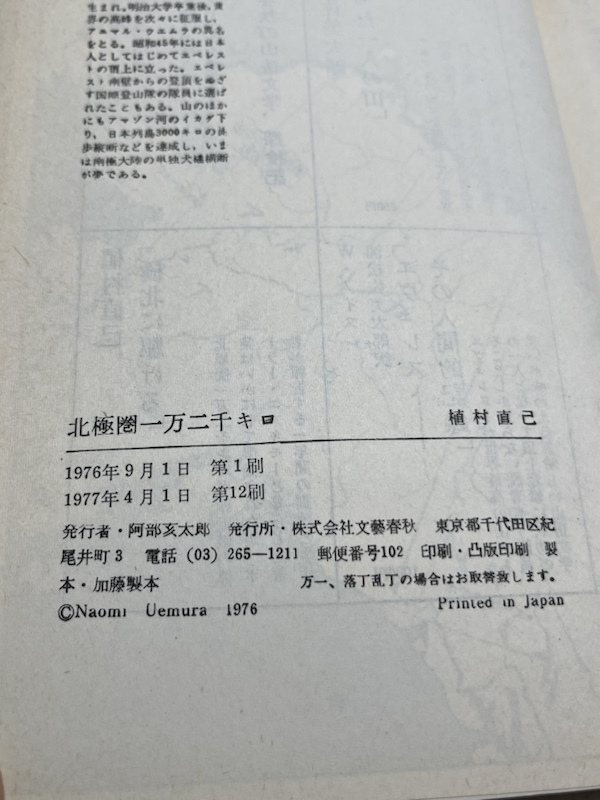 生まれ。明治大学卒業後、世
界の高峰を次々に征服し、
アニマル・ウエムラの異名
をとる。昭和45年には日本
人としてはじめてエベレス
トの頂上に立った。エベレ
スト南壁からの登頂をめざ
す国際登山隊の隊員に選ば
れたこともある。山のほか
にもアマゾン河のイカダ下
り、日本列島3000キロの徒
歩縦断などを達成し、いま
は南極大陸の単独犬橇横断
が夢である。
北極圏一万二千キロ 植村直己
1976年9月1日 第1刷
1977年4月1日 第12刷
発行者・阿部亥太郎 発行所・株式会社文藝春秋 東京都千代田区紀
尾井町3 電話 (03) 265—1211 郵便番号102 印刷・凸版印刷 製
本・加藤製本 万一、落丁乱丁の場合はお取替致します。
©Naomi Uemura 1976 Printed in Japan